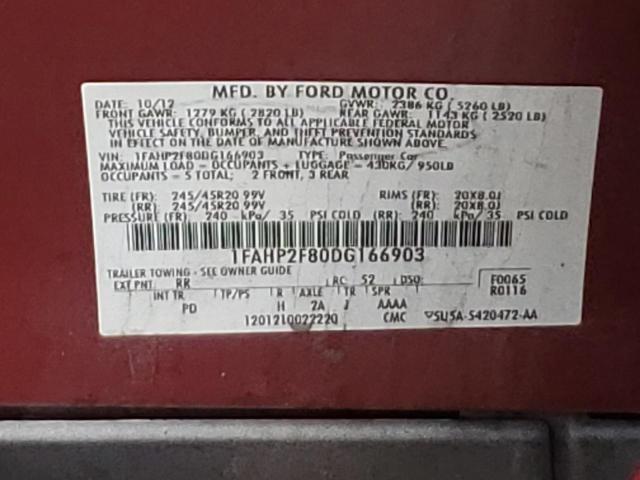 MFD. BY FORD MOTOR CO.
DATE: 10/12 GVWR: 2386 KG ( 5260 LB)
FRONT GAWR: 1279 KG ( 2820 LB) REAR GAWR: 1143 KG ( 2520 LB)
THIS VEHICLE CONFORMS TO ALL APPLICABLE FEDERAL MOTOR
VEHICLE SAFETY, BUMPER, AND THEFT PREVENTION STANDARDS
IN EFFECT ON THE DATE OF MANUFACTURE SHOWN ABOVE.
VIN: 1FAHP2F80DG166903 TYPE: Passenger Car
MAXIMUM LOAD = OCCUPANTS + LUGGAGE = 430KG/ 950LB
OCCUPANTS = 5 TOTAL; 2 FRONT, 3 REAR
TIRE (FR): 245/45R20 99V RIMS (FR): 20X8.0J
(RR): 245/45R20 99V (RR): 20X8.0J
PRESSURE (FR): 240 kPa/ 35 PSI COLD (RR): 240 kPa/ 35 PSI COLD
1FAHP2F80DG166903
TRAILER TOWING - SEE OWNER GUIDE
EXT PNT: RR RC: 52 DSO: F0065
INT TR TP/PS R AXLE TR SPR R0116
PD H 2A J AAAA
1201210022220 CMC 5U5A-5420472-AA